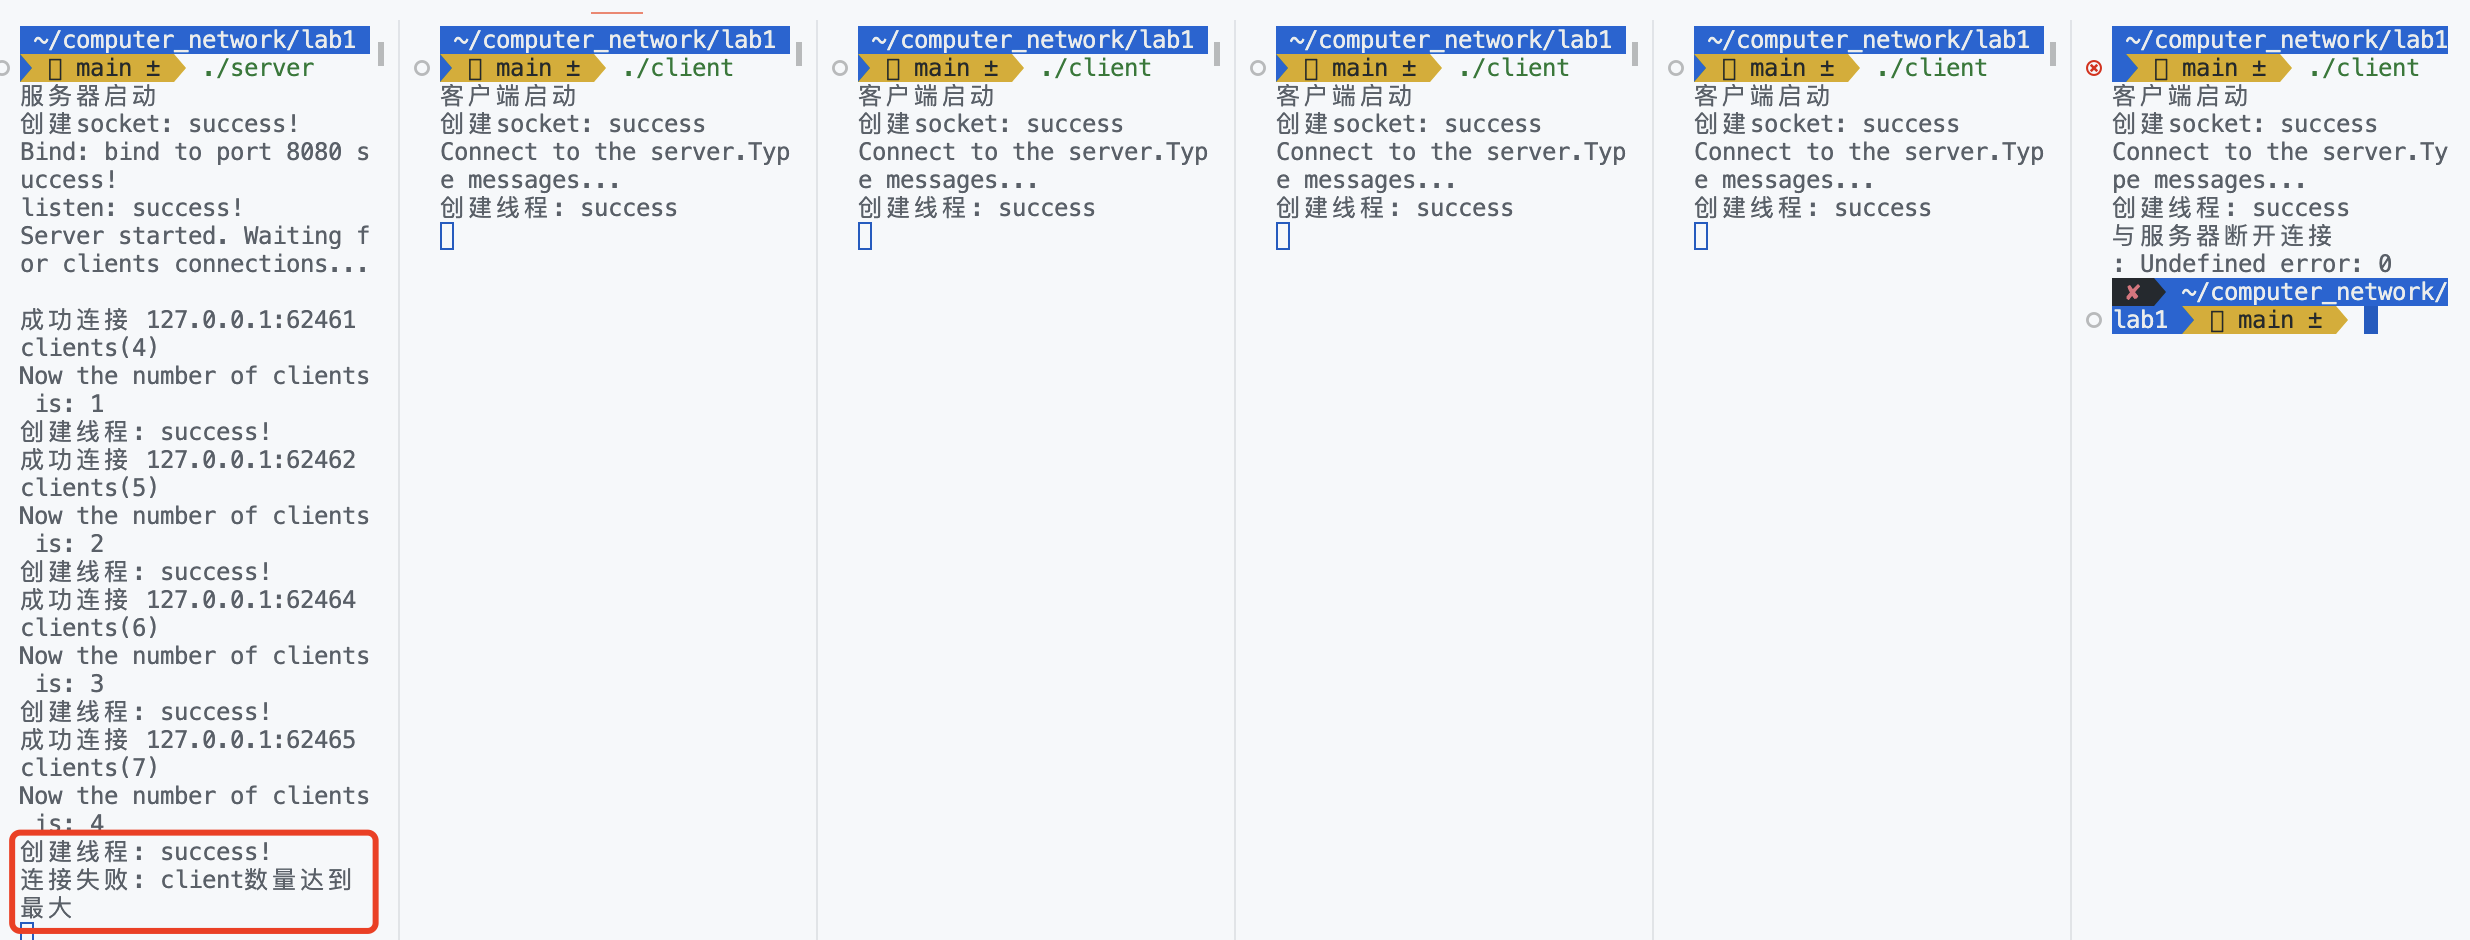 ~/computer_network/lab1
main ± ./server
服务器启动
创建socket: success!
Bind: bind to port 8080 s
uccess!
listen: success!
Server started. Waiting f
or clients connections...
成功连接 127.0.0.1:62461
clients(4)
Now the number of clients
is: 1
创建线程: success!
成功连接 127.0.0.1:62462
clients(5)
Now the number of clients
is: 2
创建线程: success!
成功连接 127.0.0.1:62464
clients(6)
Now the number of clients
is: 3
创建线程: success!
成功连接 127.0.0.1:62465
clients(7)
Now the number of clients
is: 4
创建线程: success!
连接失败: client数量达到
最大
~/computer_network/lab1
main ± ./client
客户端启动
创建socket: success
Connect to the server.Typ
e messages...
创建线程: success
~/computer_network/lab1
main ± ./client
客户端启动
创建socket: success
Connect to the server.Typ
e messages...
创建线程: success
~/computer_network/lab1
main ± ./client
客户端启动
创建socket: success
Connect to the server.Typ
e messages...
创建线程: success
~/computer_network/lab1
main ± ./client
客户端启动
创建socket: success
Connect to the server.Typ
e messages...
创建线程: success
~/computer_network/lab1
main ± ./client
客户端启动
创建socket: success
Connect to the server.Ty
pe messages...
创建线程: success
与服务器断开连接
: Undefined error: 0
✘ ~/computer_network/
lab1 main ±